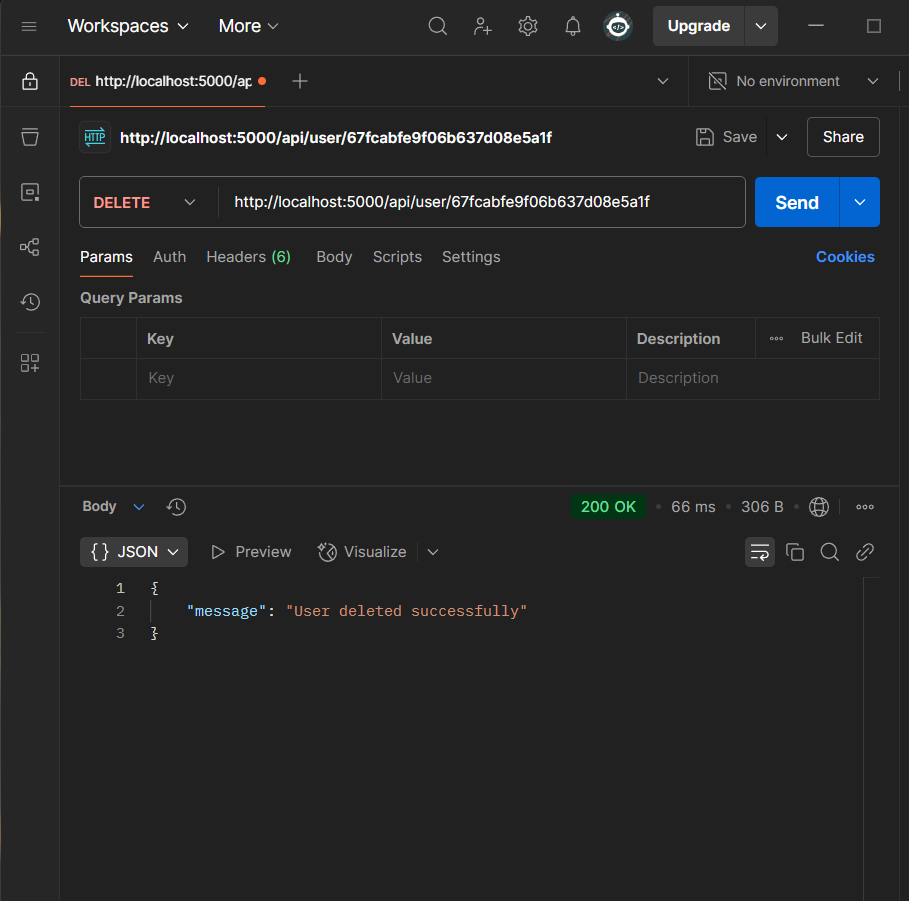 Workspaces More Upgrade
DEL http://localhost:5000/ap No environment
HTTP http://localhost:5000/api/user/67fcabfe9f06b637d08e5a1f Save Share
DELETE http://localhost:5000/api/user/67fcabfe9f06b637d08e5a1f Send
Params Auth Headers (6) Body Scripts Settings Cookies
Query Params
Key Value Description Bulk Edit
Key Value Description
Body 200 OK 66 ms 306 B
{} JSON Preview Visualize
1 {
2 "message": "User deleted successfully"
3 }